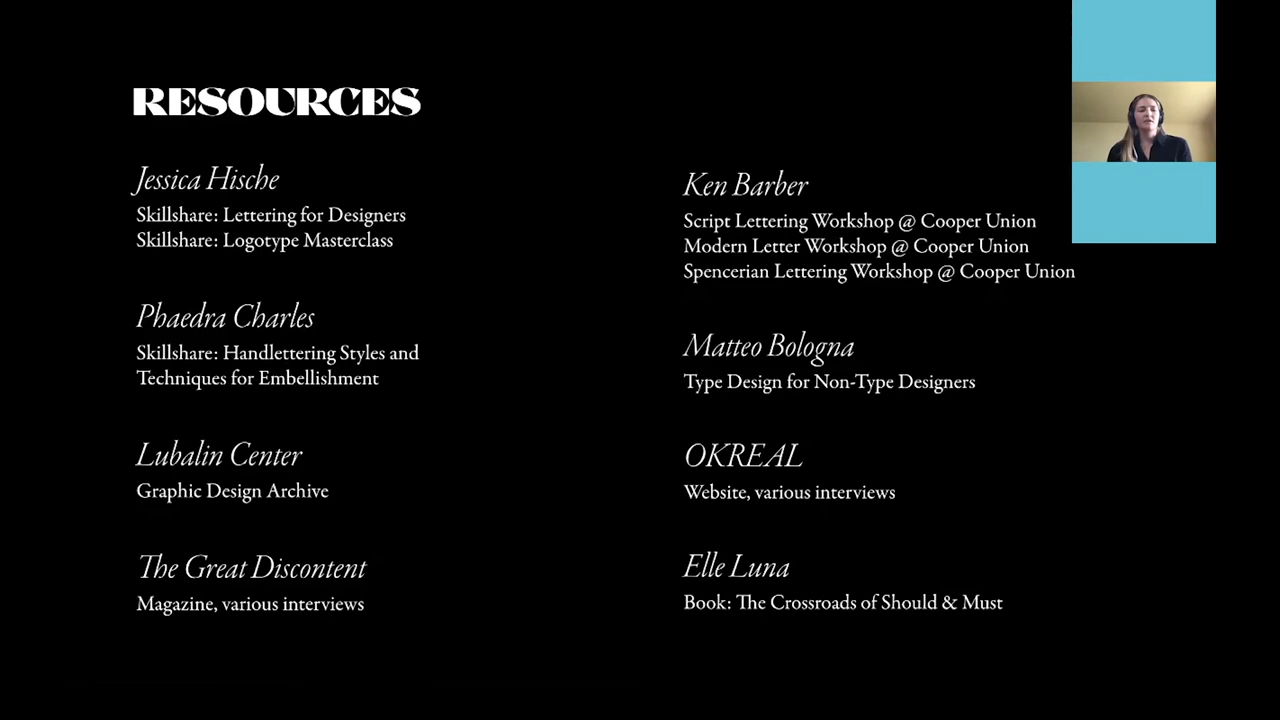 RESOURCES
Jessica Hische
Skillshare: Lettering for Designers
Skillshare: Logotype Masterclass
Phaedra Charles
Skillshare: Handlettering Styles and
Techniques for Embellishment
Lubalin Center
Graphic Design Archive
The Great Discontent
Magazine, various interviews
Ken Barber
Script Lettering Workshop @ Cooper Union
Modern Letter Workshop @ Cooper Union
Spencerian Lettering Workshop @ Cooper Union
Matteo Bologna
Type Design for Non-Type Designers
OKREAL
Website, various interviews
Elle Luna
Book: The Crossroads of Should & Must